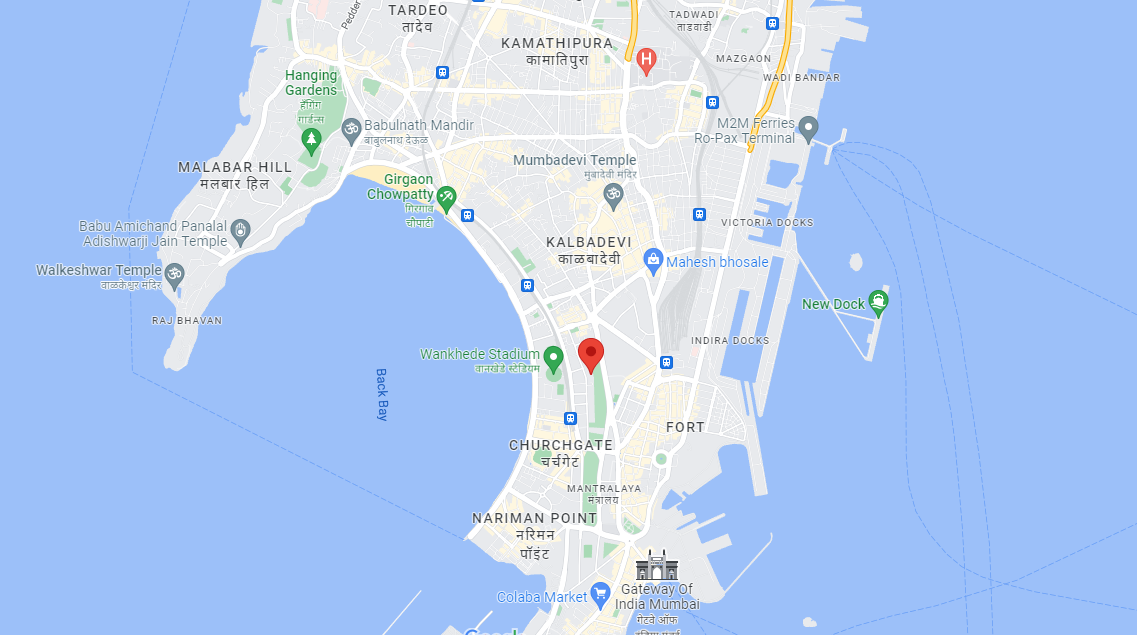 TARDEO
तादेव
Pedder
TADWADI
ताडवाडी
KAMATHIPURA
कामातिपुरा
H
MAZGAON
WADI BANDAR
Hanging
Gardens
हँगिंग
गार्डन्स
Babulnath Mandir
बाबुलनाथ देऊळ
M2M Ferries
Ro-Pax Terminal
MALABAR HILL
मलबार हिल
Mumbadevi Temple
मुंबादेवी मंदिर
Girgaon
Chowpatty
गिरगाव
चौपाटी
VICTORIA DOCKS
Babu Amichand Panalal
Adishwarji Jain Temple
KALBADEVI
काळबादेवी
Mahesh bhosale
Walkeshwar Temple
वाळकेश्वर मंदिर
RAJ BHAVAN
New Dock
INDIRA DOCKS
Wankhede Stadium
वानखेडे स्टेडियम
Back Bay
FORT
CHURCHGATE
चर्चगेट
MANTRALAYA
मंत्रालय
NARIMAN POINT
नरिमन
पॉइंट
Gateway Of
India Mumbai
गेटवे ऑफ
Colaba Market